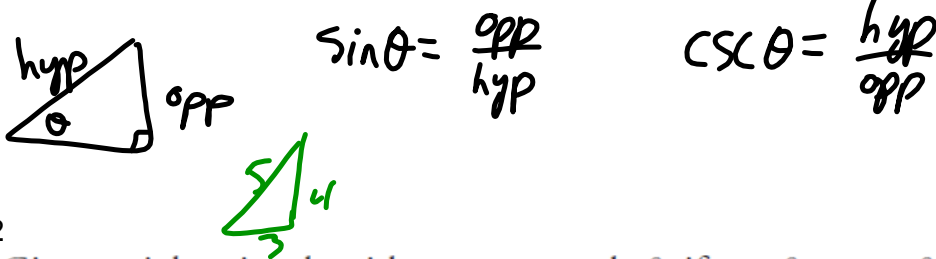 hyp
θ
opp
sinθ = opp/hyp
cscθ = hyp/opp
5
4
3